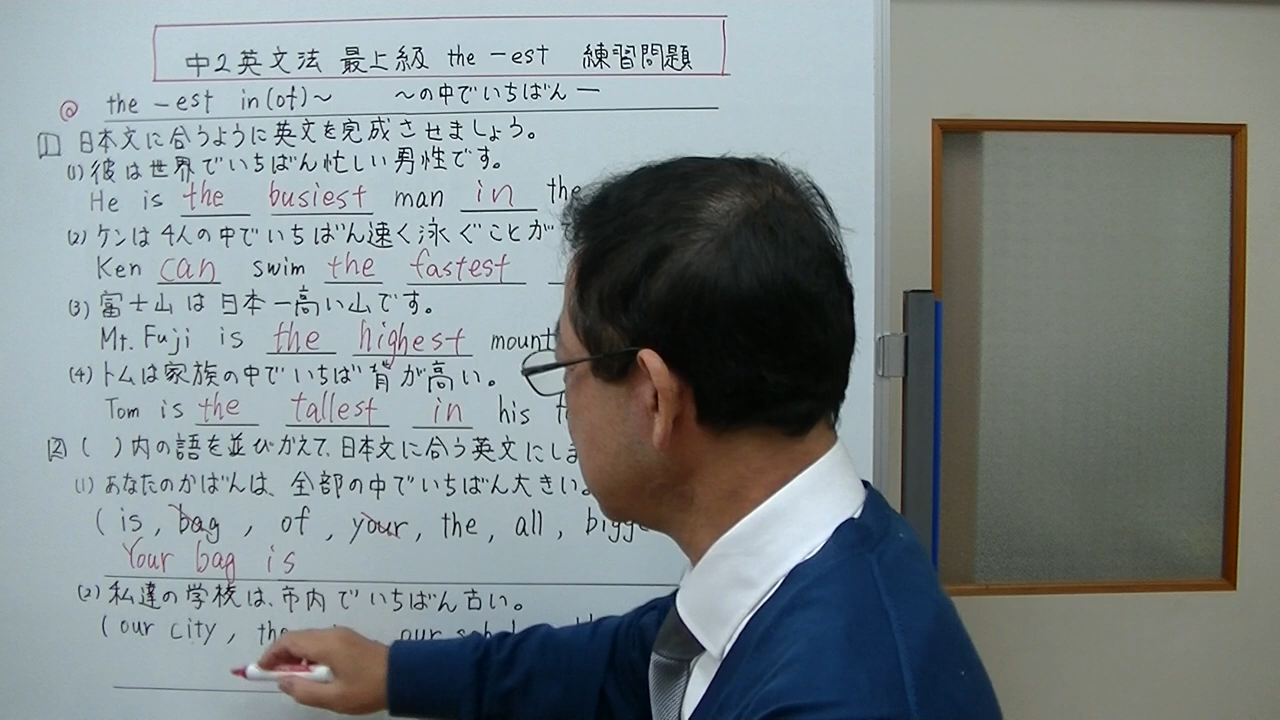 中2英文法 最上級 the -est 練習問題
@ the -est in(of)～ ～の中でいちばん―
1 日本文に合うように英文を完成させましょう。
(1) 彼は世界でいちばん忙しい男性です。
He is the busiest man in the
(2) ケンは4人の中でいちばん速く泳ぐことが
Ken can swim the fastest
(3) 富士山は日本一高い山です。
Mt. Fuji is the highest
(4) トムは家族の中でいちばん背が高い。
Tom is the tallest in his
2 ( )内の語を並びかえて、日本文に合う英文にしま
(1) あなたのかばんは、全部の中でいちばん大きい。
(is, bag, of, your, the, all,
Your bag is
(2) 私達の学校は、市内でいちばん古い。
(our city,